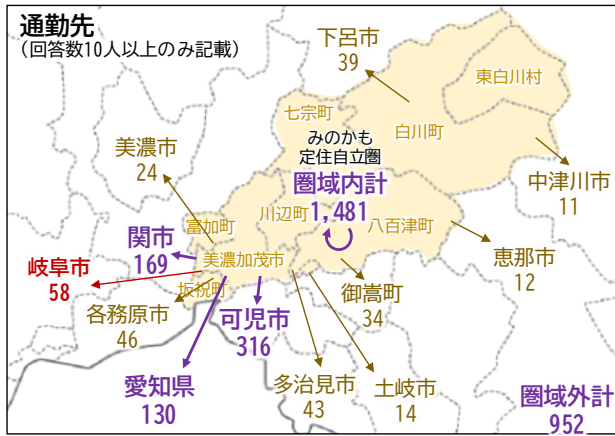 通勤先
(回答数10人以上のみ記載)
下呂市
39
東白川村
七宗町
白川町
みのかも
定住自立圏
美濃市
24
圏域内計
1,481
中津川市
11
富加町
川辺町
八百津町
関市
169
美濃加茂市
恵那市
12
岐阜市
58
坂祝町
御嵩町
34
各務原市
46
可児市
316
愛知県
130
多治見市
43
土岐市
14
圏域外計
952